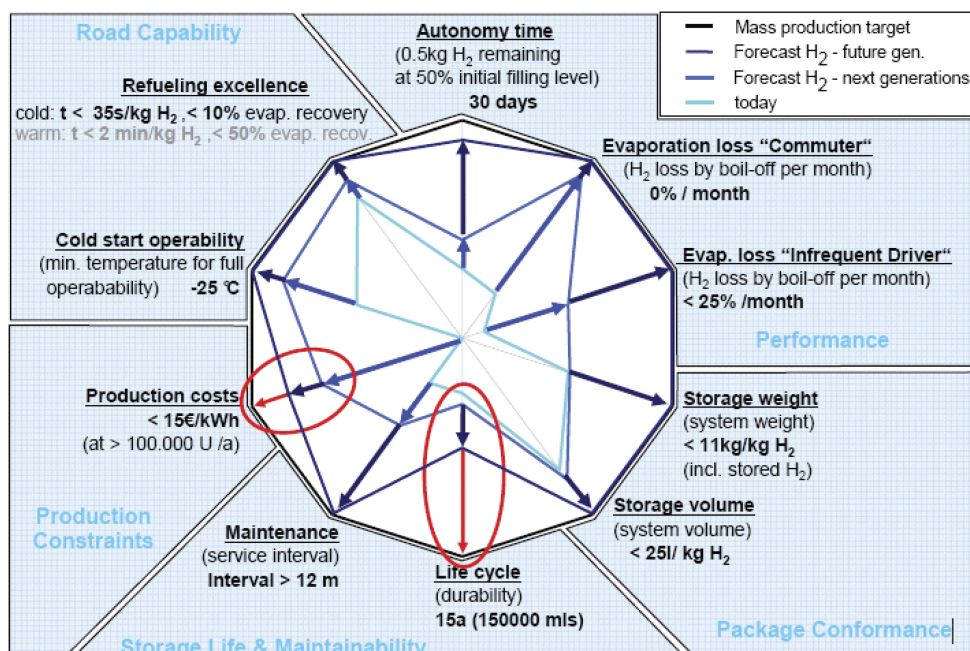 Road Capability
Autonomy time
(0.5kg H2 remaining
at 50% initial filling level)
30 days
Mass production target
Forecast H2 - future gen.
Forecast H2 - next generations
today
Refueling excellence
cold: t < 35s/kg H2 ,< 10% evap. recovery
warm: t < 2 min/kg H2 ,< 50% evap. recov.
Evaporation loss "Commuter“
(H2 loss by boil-off per month)
0% / month
Cold start operability
(min. temperature for full
operabability) -25 °C
Evap. loss "Infrequent Driver“
(H2 loss by boil-off per month)
< 25% /month
Performance
Production costs
< 15€/kWh
(at > 100.000 U /a)
Storage weight
(system weight)
< 11kg/kg H2
(incl. stored H2)
Production
Constraints
Storage volume
(system volume)
< 25l/ kg H2
Maintenance
(service interval)
Interval > 12 m
Life cycle
(durability)
15a (150000 mls)
Package Conformance
Storage Life & Maintainability